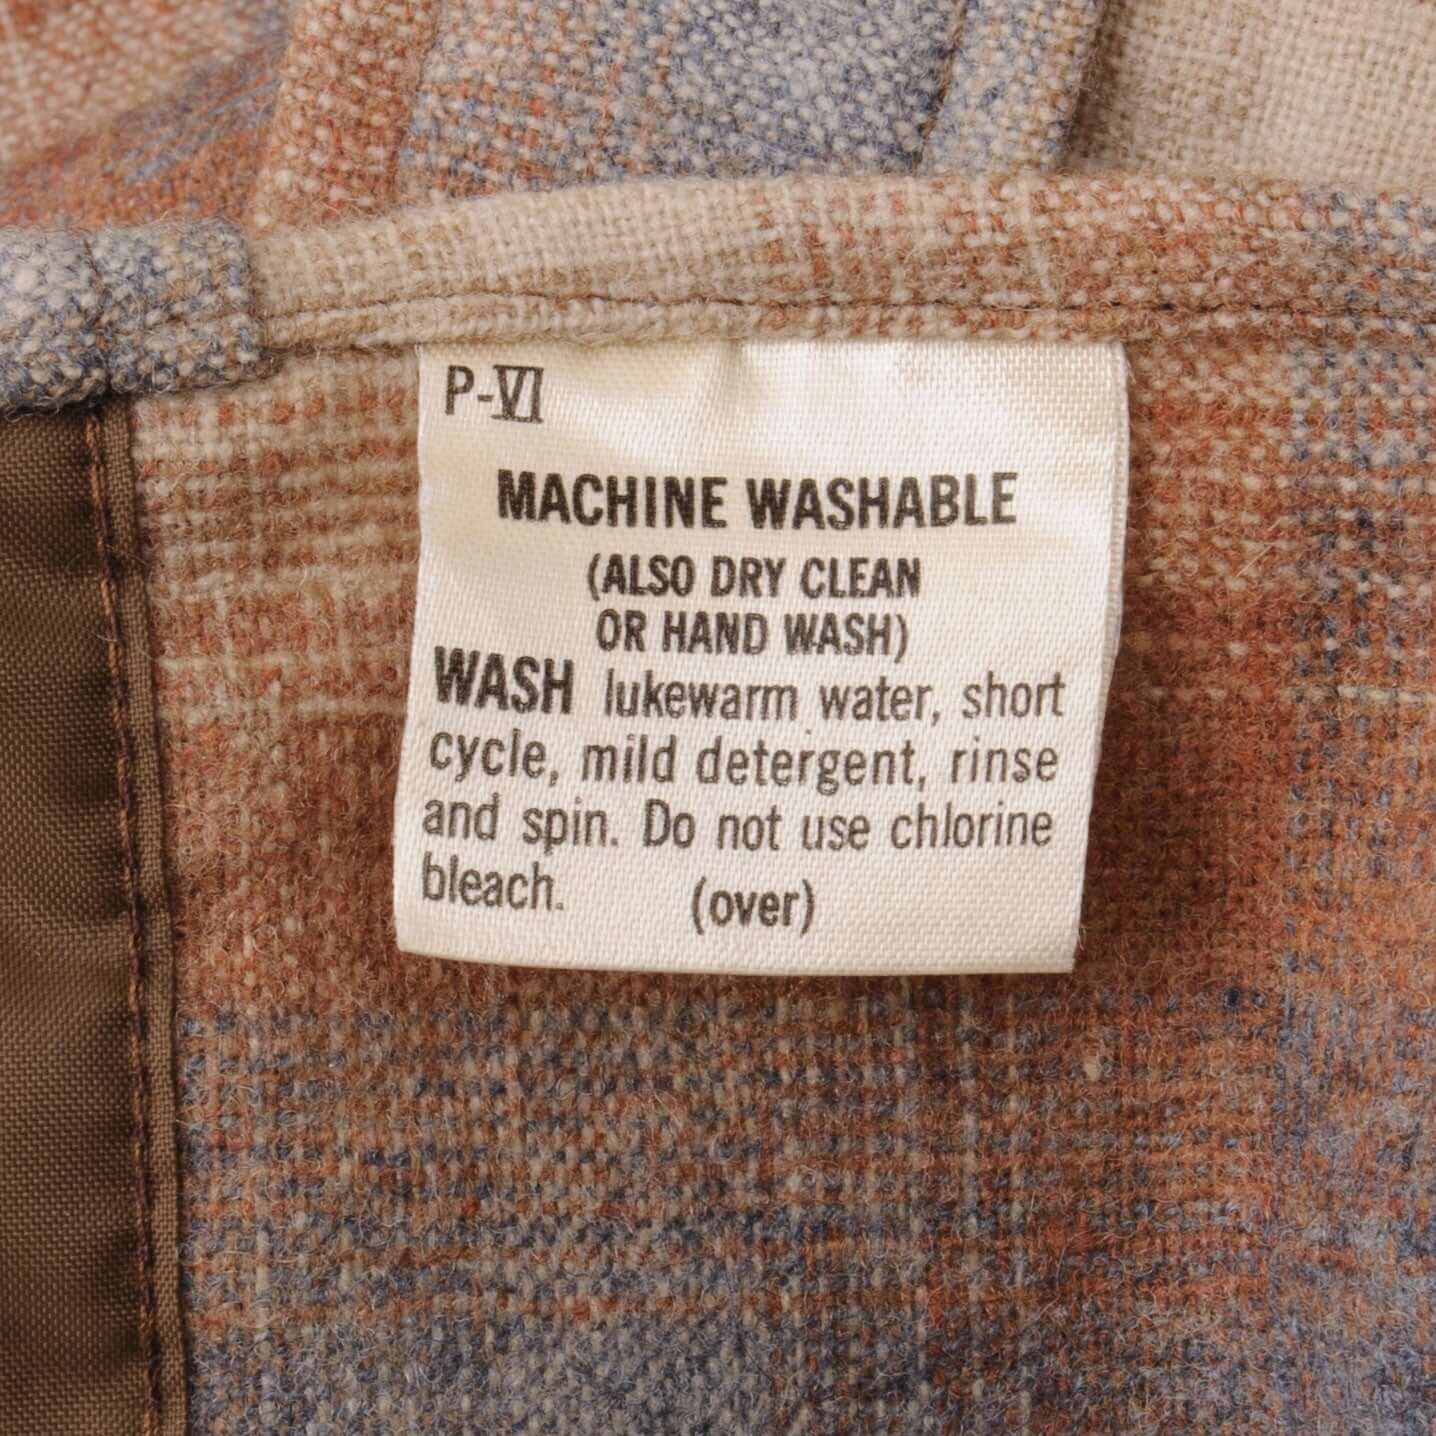 P-VI
MACHINE WASHABLE
(ALSO DRY CLEAN
OR HAND WASH)
WASH lukewarm water, short
cycle, mild detergent, rinse
and spin. Do not use chlorine
bleach. (over)